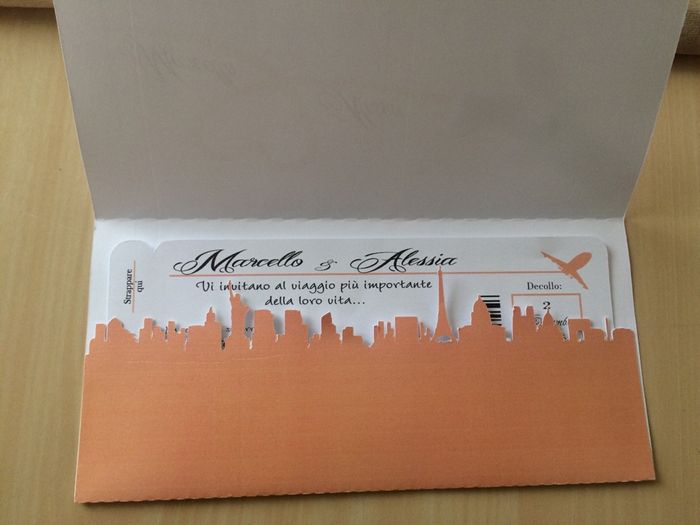 Marcello & Alessia
Strappare
qui
Vi invitano al viaggio più importante
della loro vita...
Decollo:
2